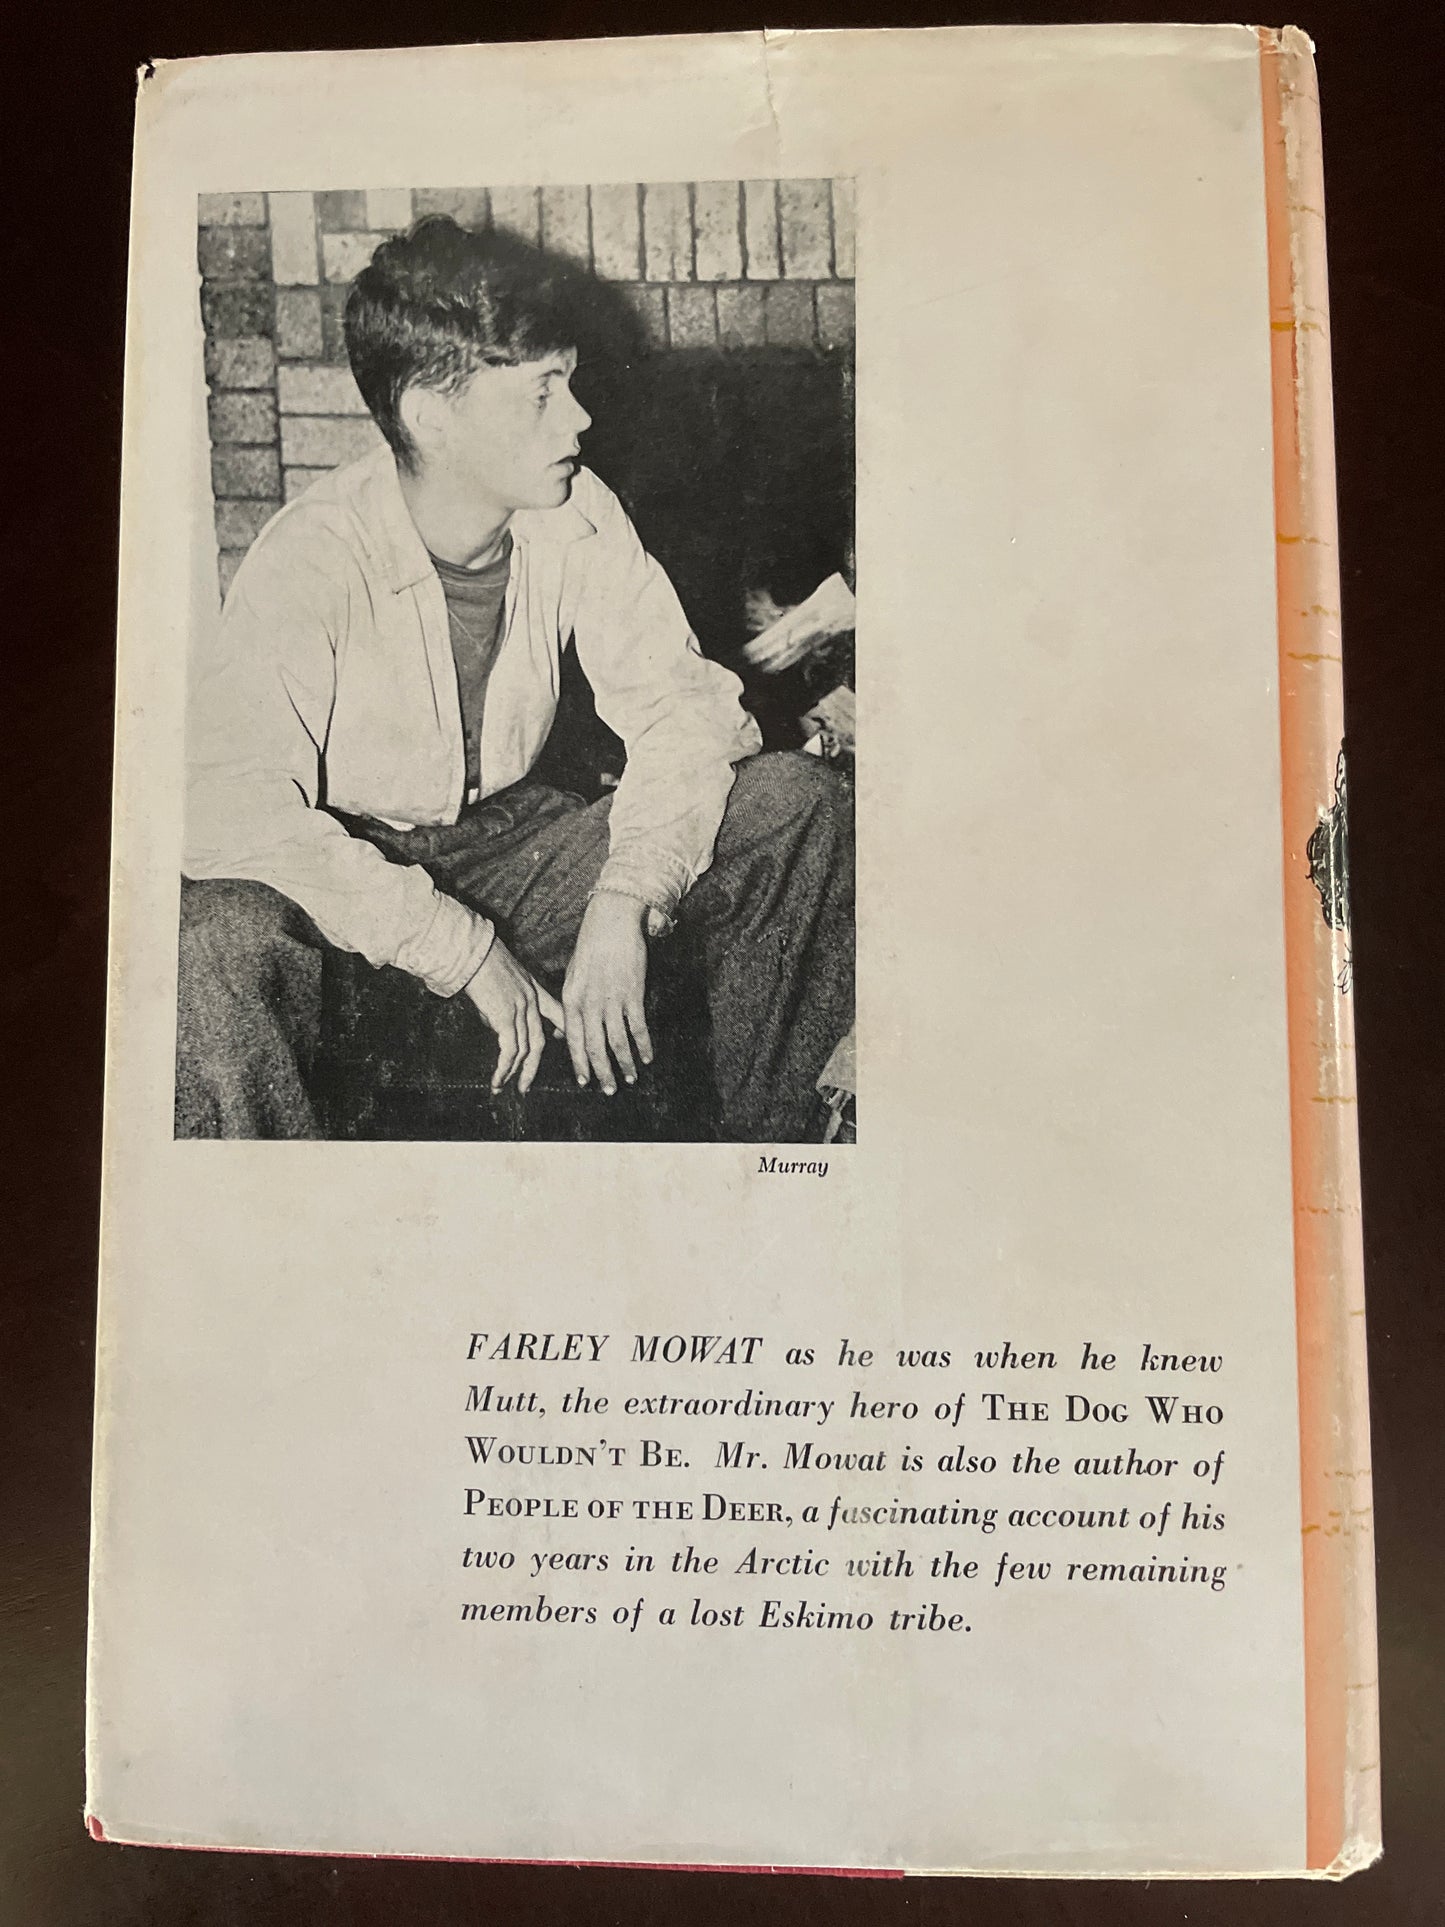 Murray
FARLEY MOWAT as he was when he knew
Mutt, the extraordinary hero of THE DOG WHO
WOULDN'T BE. Mr. Mowat is also the author of
PEOPLE OF THE DEER, a fascinating account of his
two years in the Arctic with the few remaining
members of a lost Eskimo tribe.